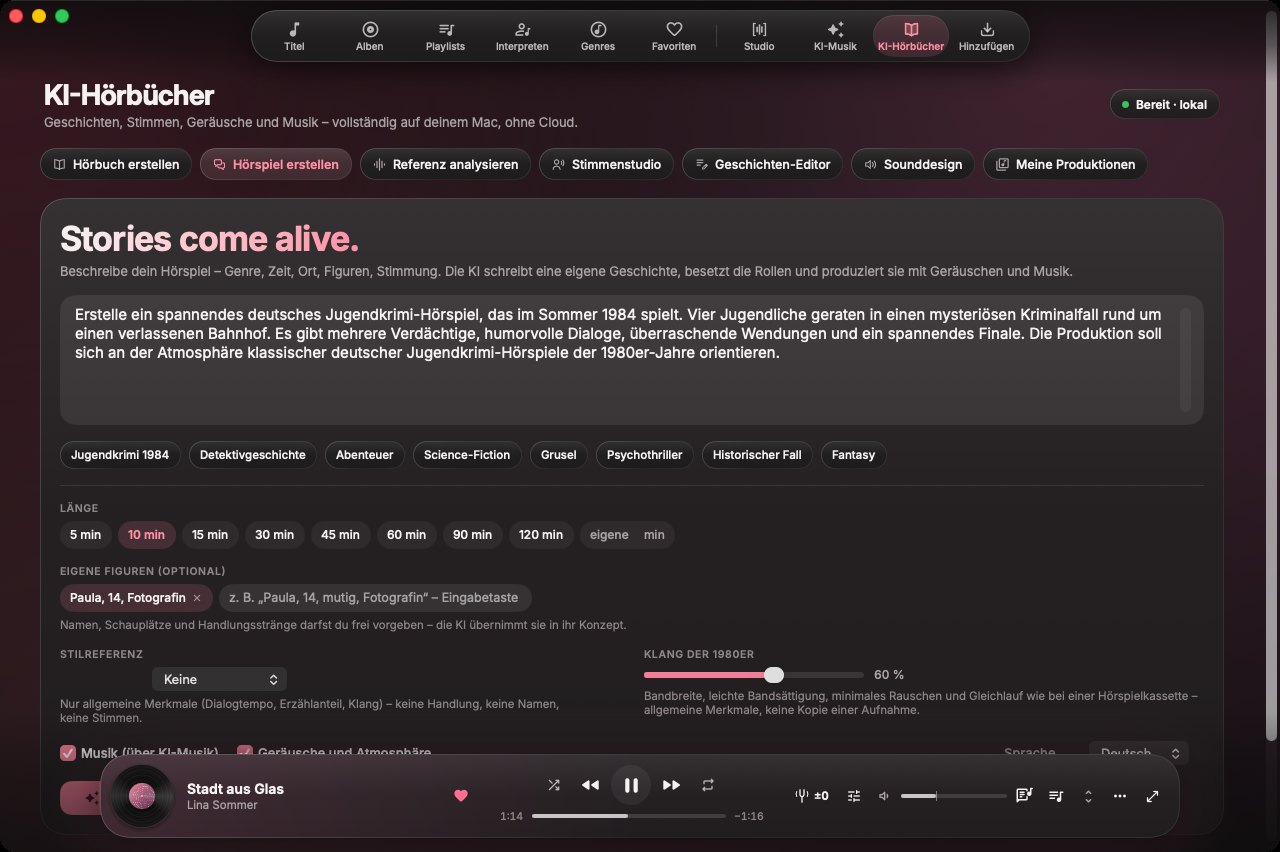 Titel
Alben
Playlists
Interpreten
Genres
Favoriten
Studio
KI-Musik
KI-Hörbücher
Hinzufügen
KI-Hörbücher
Geschichten, Stimmen, Geräusche und Musik – vollständig auf deinem Mac, ohne Cloud.
Bereit · lokal
Hörbuch erstellen
Hörspiel erstellen
Referenz analysieren
Stimmenstudio
Geschichten-Editor
Sounddesign
Meine Produktionen
Stories come alive.
Beschreibe dein Hörspiel – Genre, Zeit, Ort, Figuren, Stimmung. Die KI schreibt eine eigene Geschichte, besetzt die Rollen und produziert sie mit Geräuschen und Musik.
Erstelle ein spannendes deutsches Jugendkrimi-Hörspiel, das im Sommer 1984 spielt. Vier Jugendliche geraten in einen mysteriösen Kriminalfall rund um
einen verlassenen Bahnhof. Es gibt mehrere Verdächtige, humorvolle Dialoge, überraschende Wendungen und ein spannendes Finale. Die Produktion soll
sich an der Atmosphäre klassischer deutscher Jugendkrimi-Hörspiele der 1980er-Jahre orientieren.
Jugendkrimi 1984
Detektivgeschichte
Abenteuer
Science-Fiction
Grusel
Psychothriller
Historischer Fall
Fantasy
LÄNGE
5 min
10 min
15 min
30 min
45 min
60 min
90 min
120 min
eigene min
EIGENE FIGUREN (OPTIONAL)
Paula, 14, Fotografin ×
z. B. „Paula, 14, mutig, Fotografin“ – Eingabetaste
Namen, Schauplätze und Handlungsstränge darfst du frei vorgeben – die KI übernimmt sie in ihr Konzept.
STILREFERENZ
Keine
Nur allgemeine Merkmale (Dialogtempo, Erzählanteil, Klang) – keine Handlung, keine Namen,
keine Stimmen.
KLANG DER 1980ER
60 %
Bandbreite, leichte Bandsättigung, minimales Rauschen und Gleichlauf wie bei einer Hörspielkassette –
allgemeine Merkmale, keine Kopie einer Aufnahme.
Musik (über KI-Musik)
Geräusche und Atmosphäre
Sprache
Deutsch
Stadt aus Glas
Lina Sommer
1:14
−1:16
±0